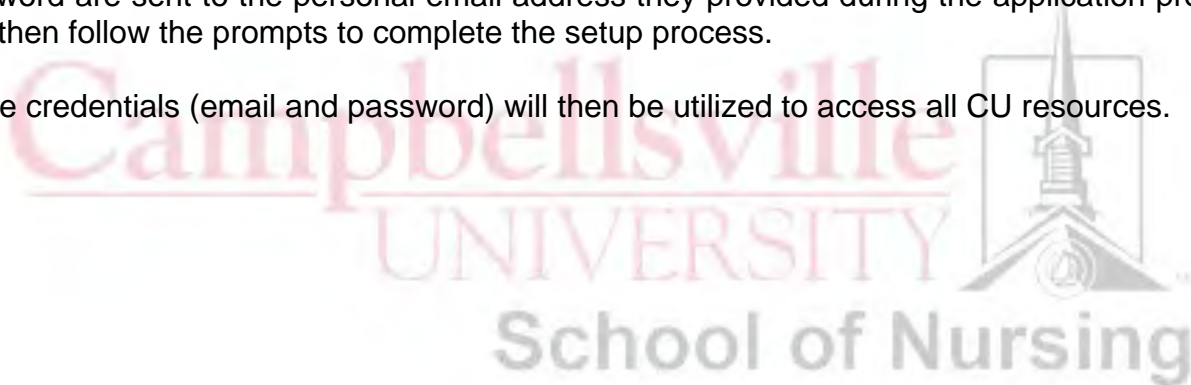 word are sent to the personal email address they provided during the application pro
then follow the prompts to complete the setup process.
e credentials (email and password) will then be utilized to access all CU resources.
Campbellsville
UNIVERSITY
School of Nursing